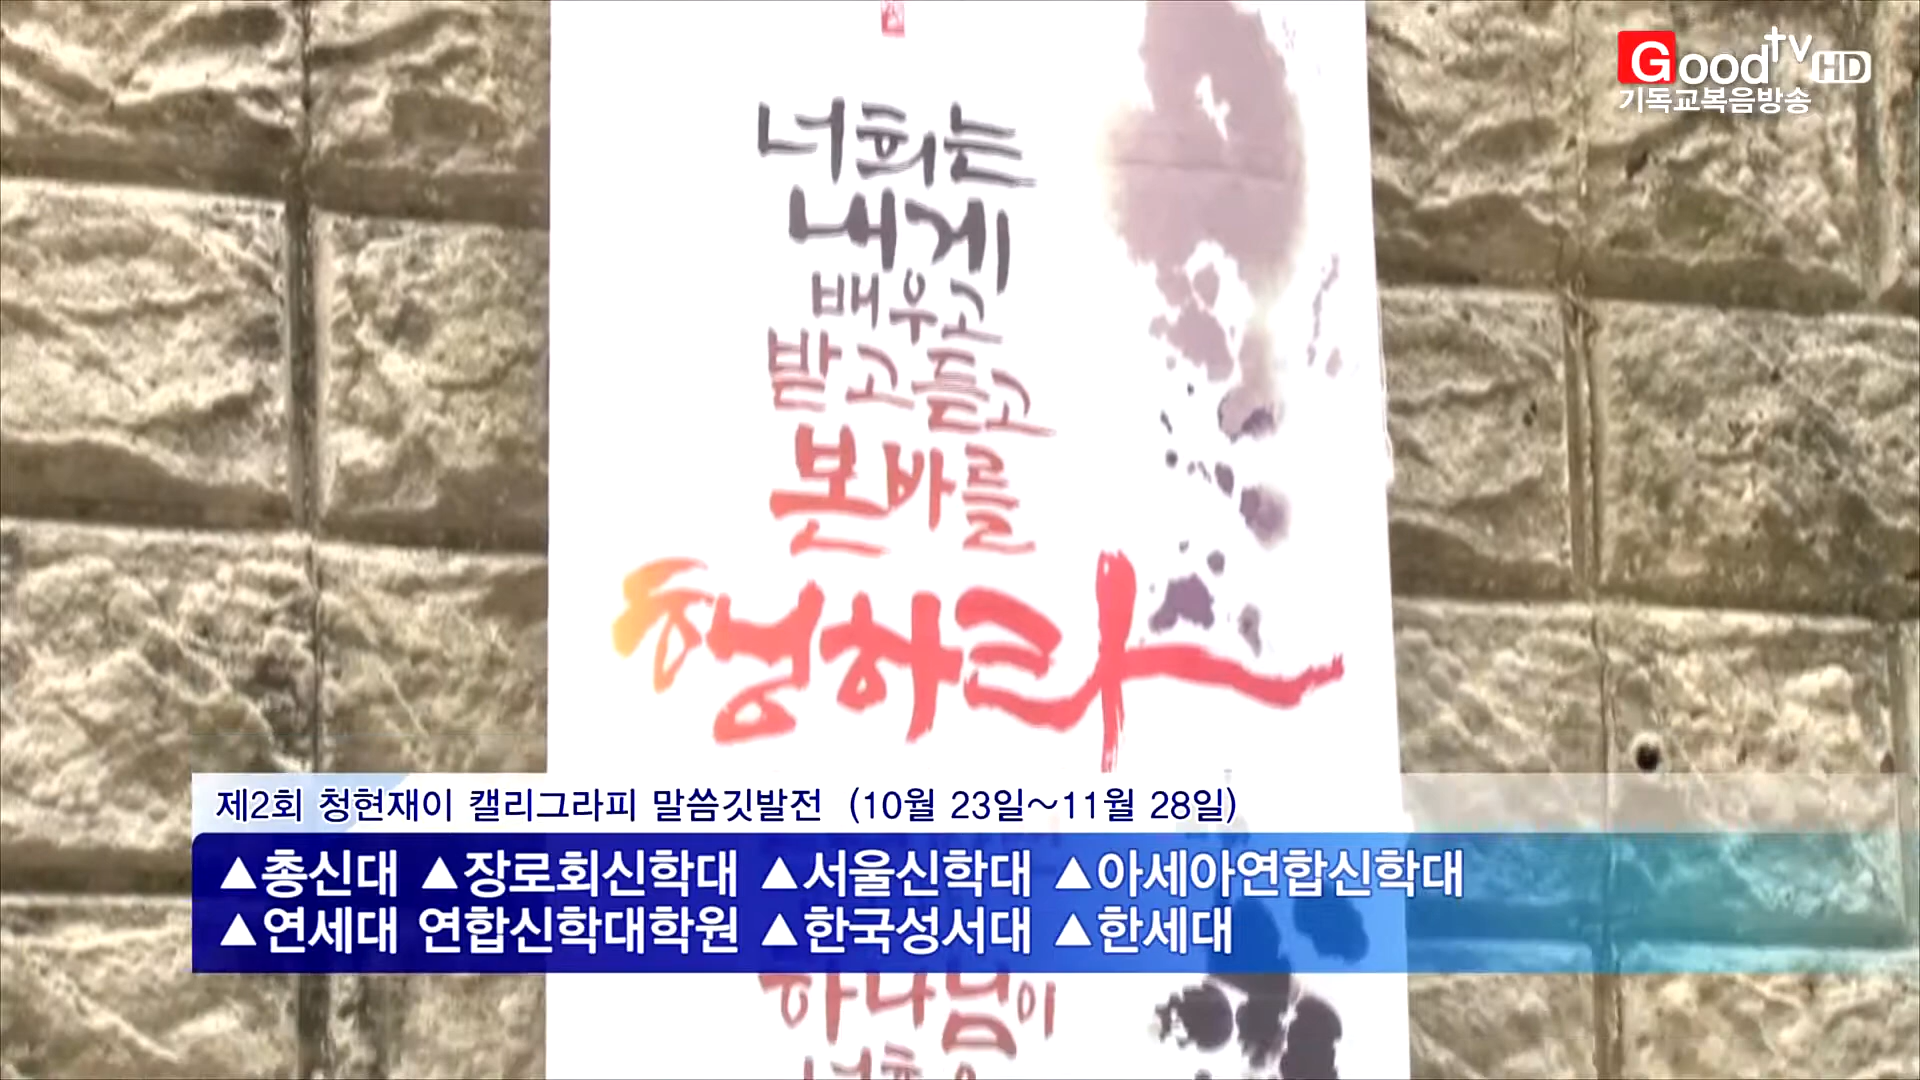 Good tv HD
기독교복음방송
너희는
내게
배우고
받고 듣고
본 바를
행하라
제2회 청현재이 캘리그라피 말씀깃발전 (10월 23일~11월 28일)
▲총신대 ▲장로회신학대 ▲서울신학대 ▲아세아연합신학대
▲연세대 연합신학대학원 ▲한국성서대 ▲한세대
하나님이